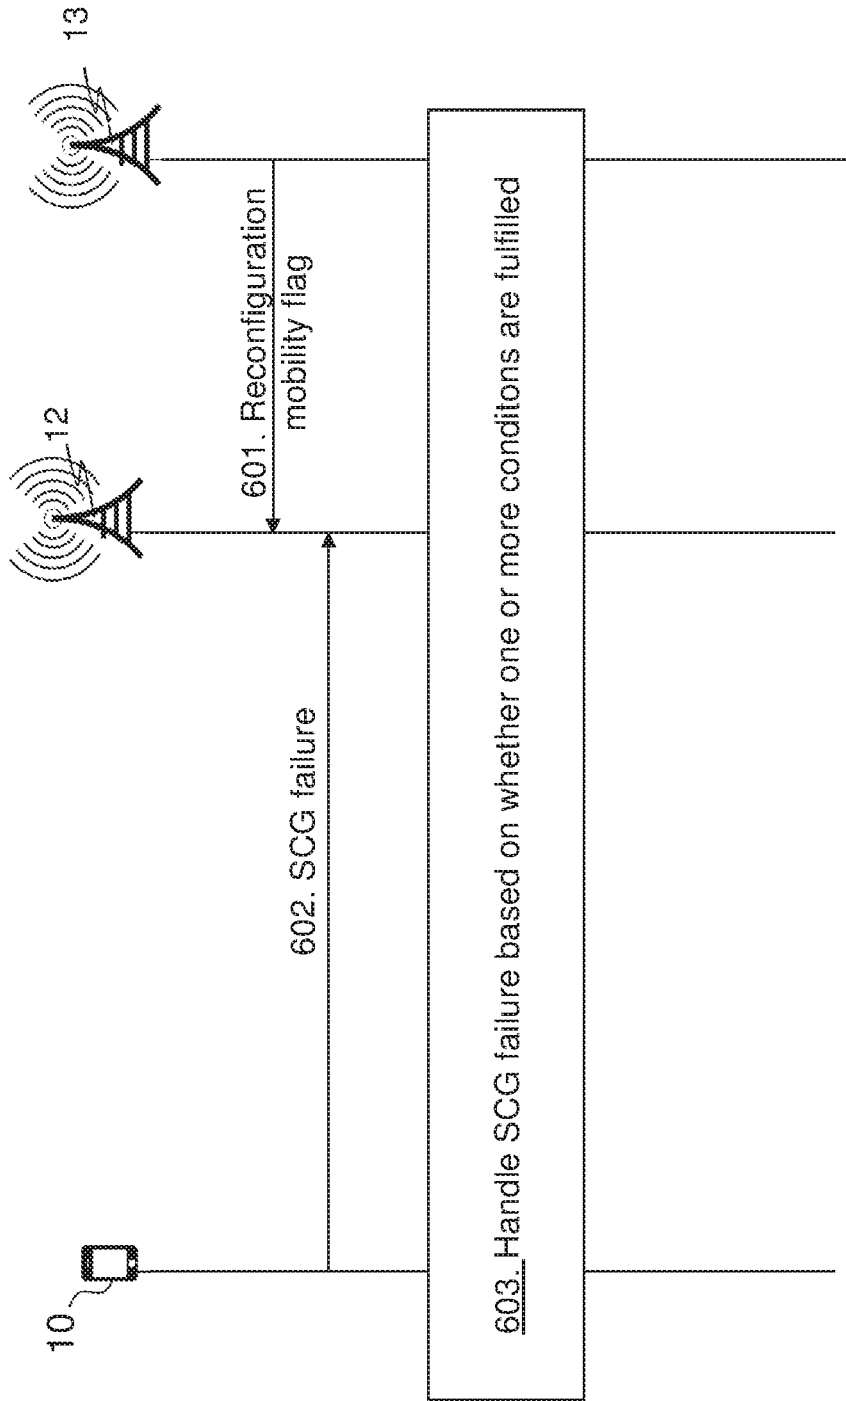 10
12
13
601. Reconfiguration
mobility flag
602. SCG failure
603. Handle SCG failure based on whether one or more conditons are fulfilled